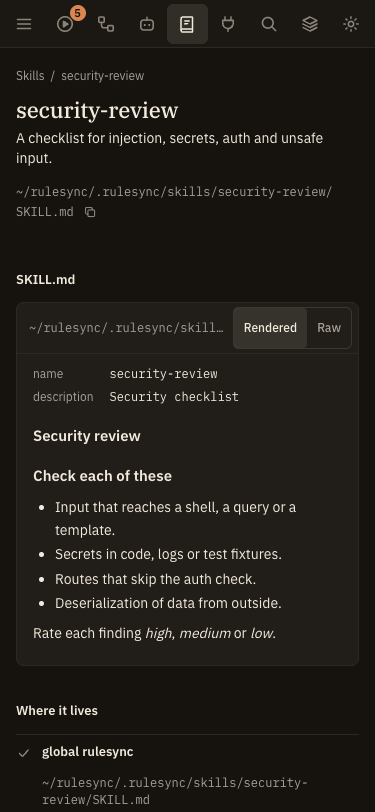 5
Skills / security-review
security-review
A checklist for injection, secrets, auth and unsafe
input.
~/rulesync/.rulesync/skills/security-review/
SKILL.md
SKILL.md
~/rulesync/.rulesync/skill… Rendered Raw
name security-review
description Security checklist
Security review
Check each of these
• Input that reaches a shell, a query or a
template.
• Secrets in code, logs or test fixtures.
• Routes that skip the auth check.
• Deserialization of data from outside.
Rate each finding high, medium or low.
Where it lives
global rulesync
~/.rulesync/.rulesync/skills/security-
review/SKILL.md